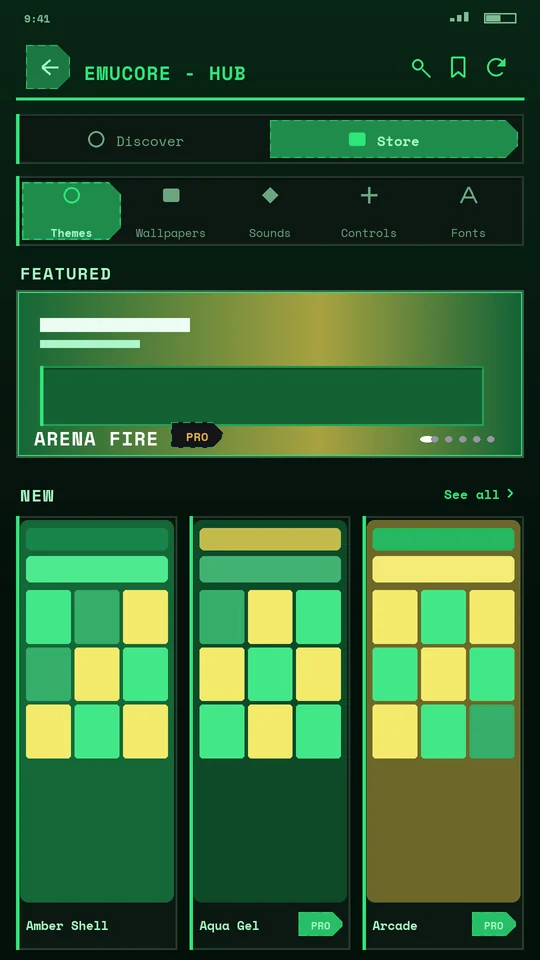 9:41
EMUCORE - HUB
Discover
Store
Themes
Wallpapers
Sounds
Controls
Fonts
FEATURED
ARENA FIRE
PRO
NEW
See all
Amber Shell
Aqua Gel
PRO
Arcade
PRO